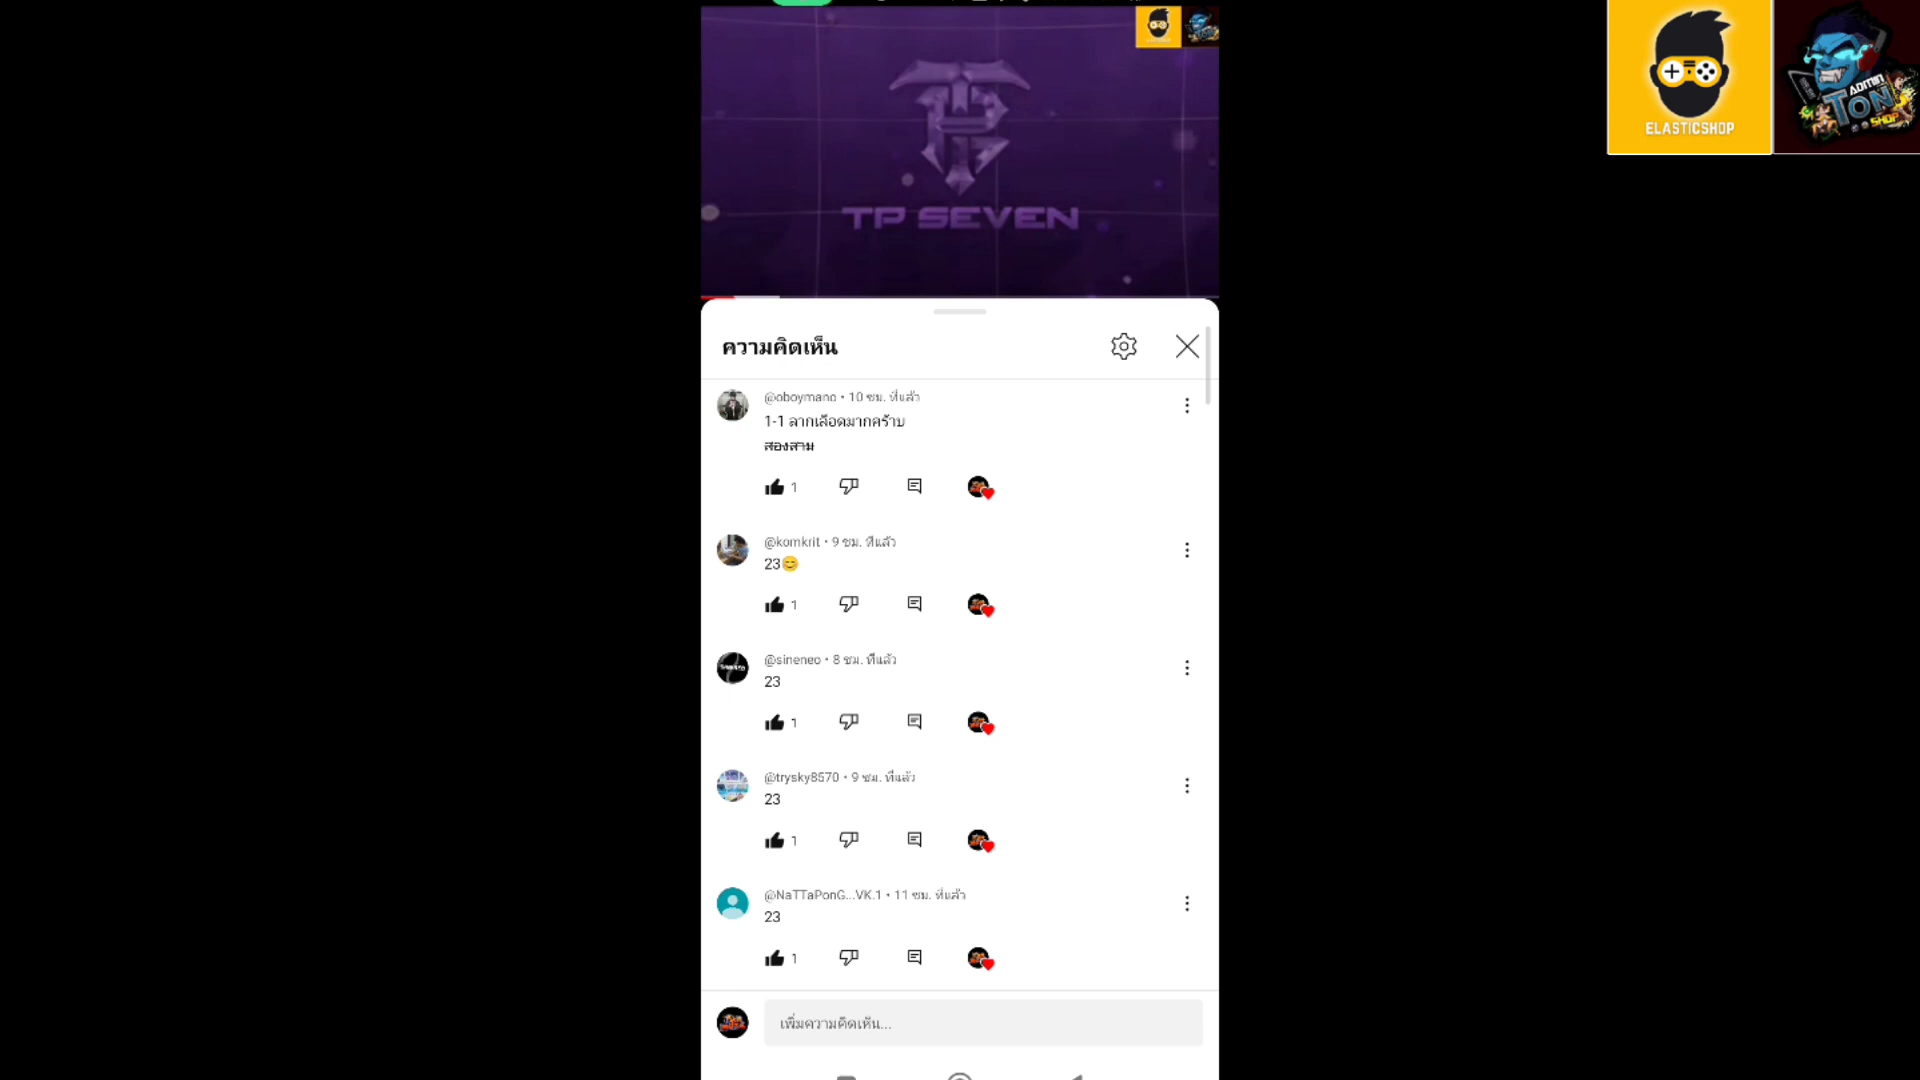 TP SEVEN
ELASTICSHOP
ADMIN
TON
SHOP
ความคิดเห็น
@oboymano • 10 ชม. ที่แล้ว
1-1 ลากเลือดมากคร้าบ
สองสาม
1
@komkrit • 9 ชม. ที่แล้ว
23😊
1
@sineneo • 8 ชม. ที่แล้ว
23
1
@trysky8570 • 9 ชม. ที่แล้ว
23
1
@NaTTaPonG...VK.1 • 11 ชม. ที่แล้ว
23
1
เพิ่มความคิดเห็น...